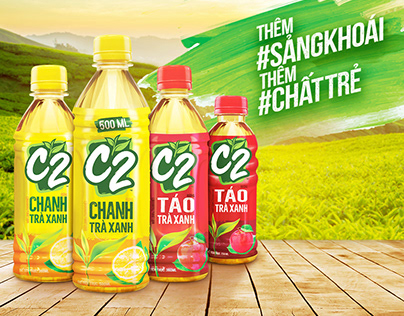 THÊM
#SẢNGKHOÁI
THÊM
#CHẤTTRẺ
C2
CHANH
TRÀ XANH
500 ML
C2
CHANH
TRÀ XANH
C2
TÁO
TRÀ XANH
C2
TÁO
TRÀ XANH